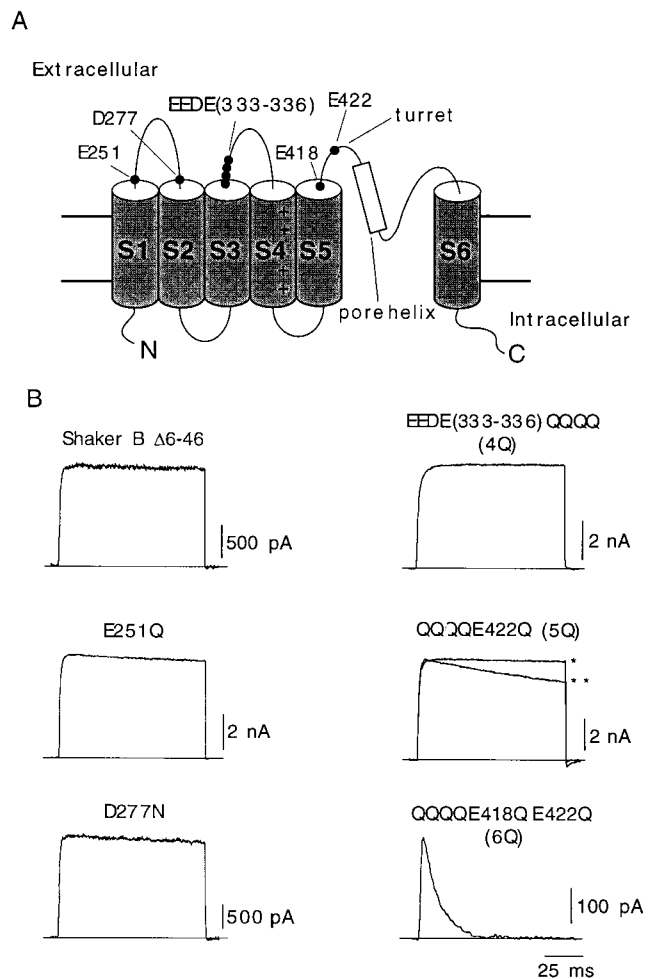 A
Extracellular
EEDE(333-336)
E422
D277
turret
E251
E418
S1 S2 S3 S4 S5 S6
+
+
+
+
pore helix
Intracellular
N
C
B
Shaker B Δ6-46
500 pA
EEDE(333-336) QQQQ
(4Q)
2 nA
E251Q
2 nA
QQQQE422Q (5Q)
*
**
2 nA
D277N
500 pA
QQQQE418Q E422Q
(6Q)
100 pA
25 ms